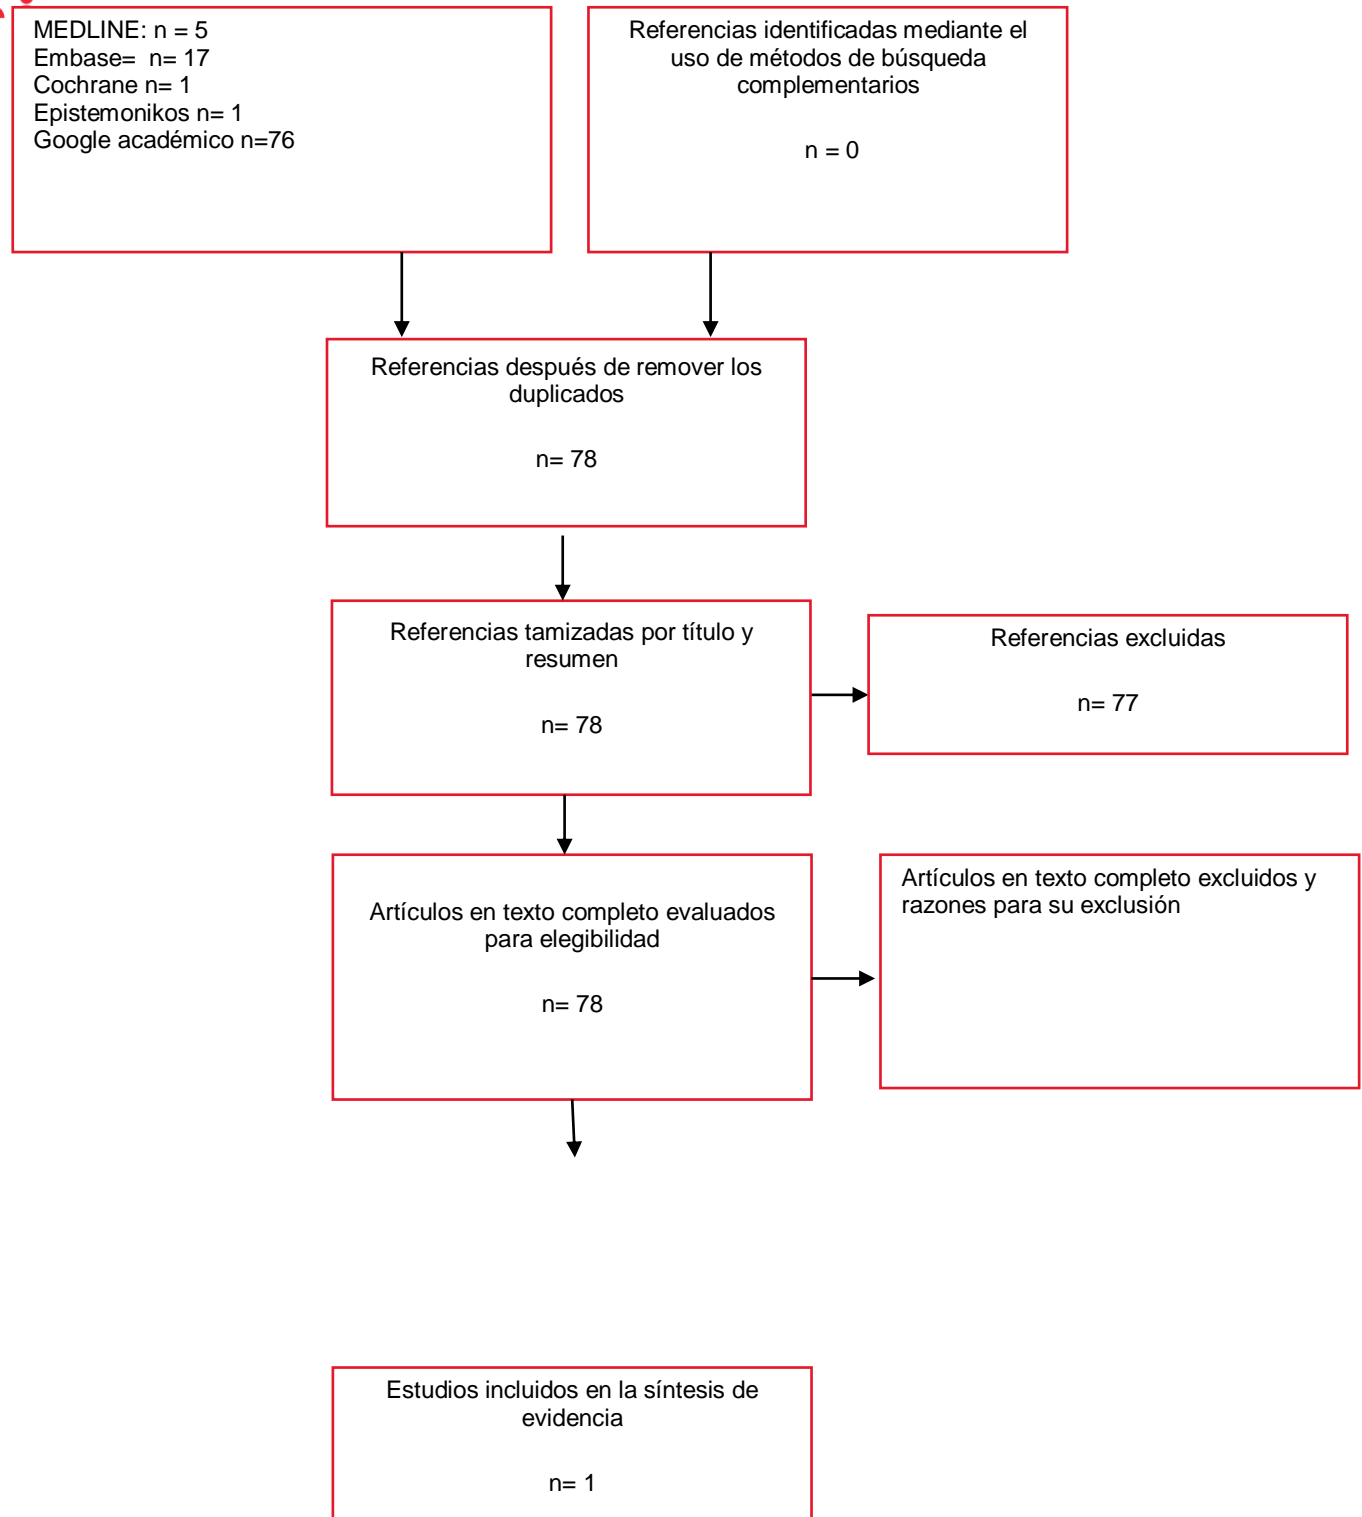 MEDLINE: n = 5
Embase=  n= 17
Cochrane n= 1
Epistemonikos n= 1
Google académico n=76
Referencias identificadas mediante el
uso de métodos de búsqueda
complementarios
n = 0
Referencias después de remover los
duplicados
n= 78
Referencias tamizadas por título y
resumen
n= 78
Referencias excluidas
n= 77
Artículos en texto completo evaluados
para elegibilidad
n= 78
Artículos en texto completo excluidos y
razones para su exclusión
Estudios incluidos en la síntesis de
evidencia
n= 1